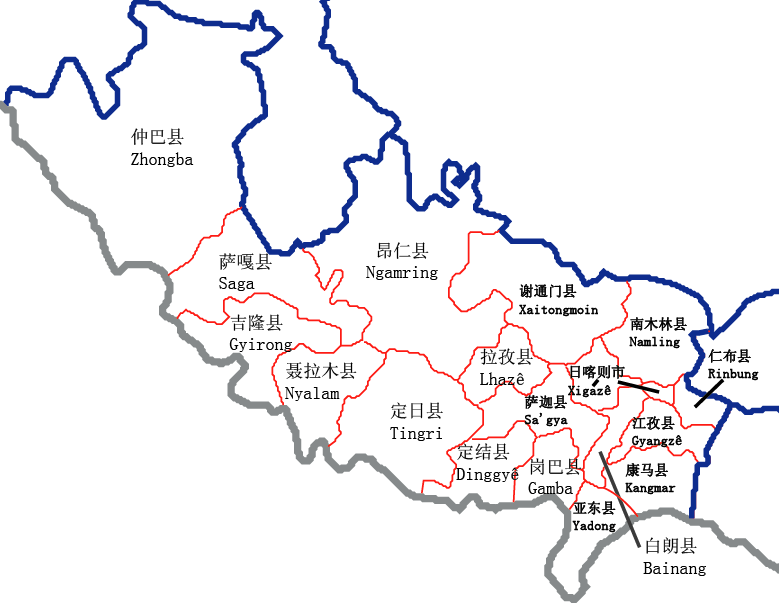 仲巴县
Zhongba
萨嘎县
Saga
昂仁县
Ngamring
谢通门县
Xaitongmoin
吉隆县
Gyirong
南木林县
Namling
聂拉木县
Nyalam
拉孜县
Lhazê
日喀则市
Xigazê
仁布县
Rinbung
定日县
Tingri
萨迦县
Sa'gya
江孜县
Gyangzê
定结县
Dinggyê
岗巴县
Gamba
康马县
Kangmar
亚东县
Yadong
白朗县
Bainang